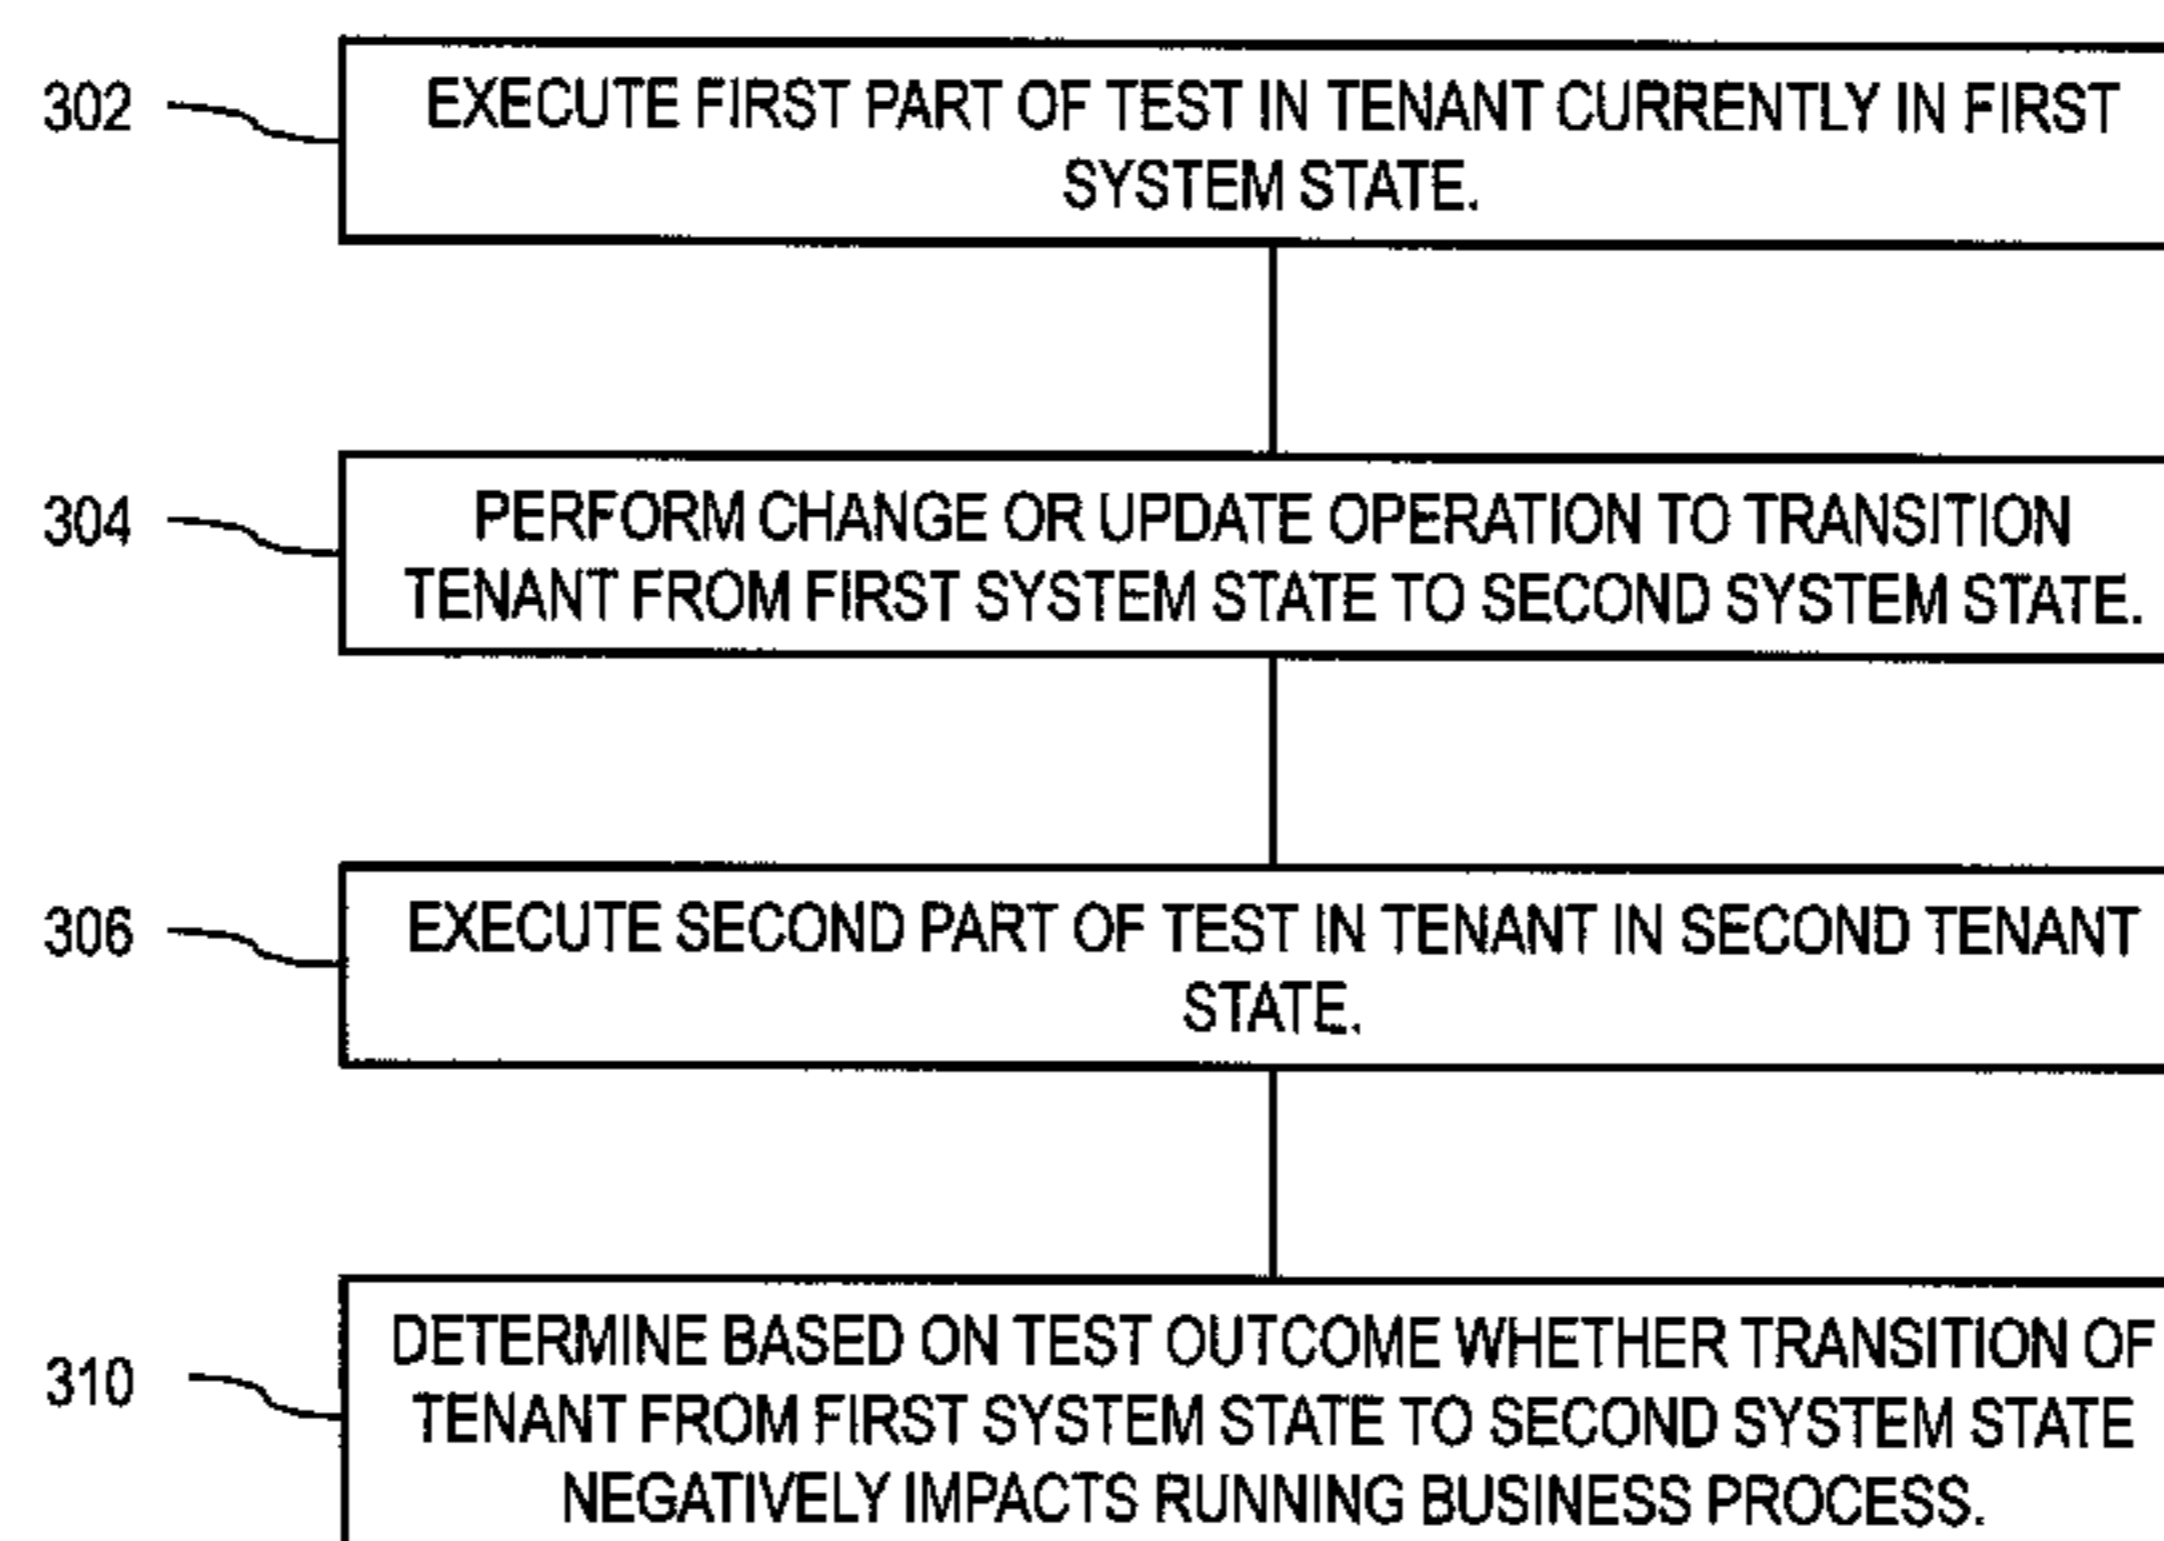 302
EXECUTE FIRST PART OF TEST IN TENANT CURRENTLY IN FIRST
SYSTEM STATE.
304
PERFORM CHANGE OR UPDATE OPERATION TO TRANSITION
TENANT FROM FIRST SYSTEM STATE TO SECOND SYSTEM STATE.
306
EXECUTE SECOND PART OF TEST IN TENANT IN SECOND TENANT
STATE.
310
DETERMINE BASED ON TEST OUTCOME WHETHER TRANSITION OF
TENANT FROM FIRST SYSTEM STATE TO SECOND SYSTEM STATE
NEGATIVELY IMPACTS RUNNING BUSINESS PROCESS.